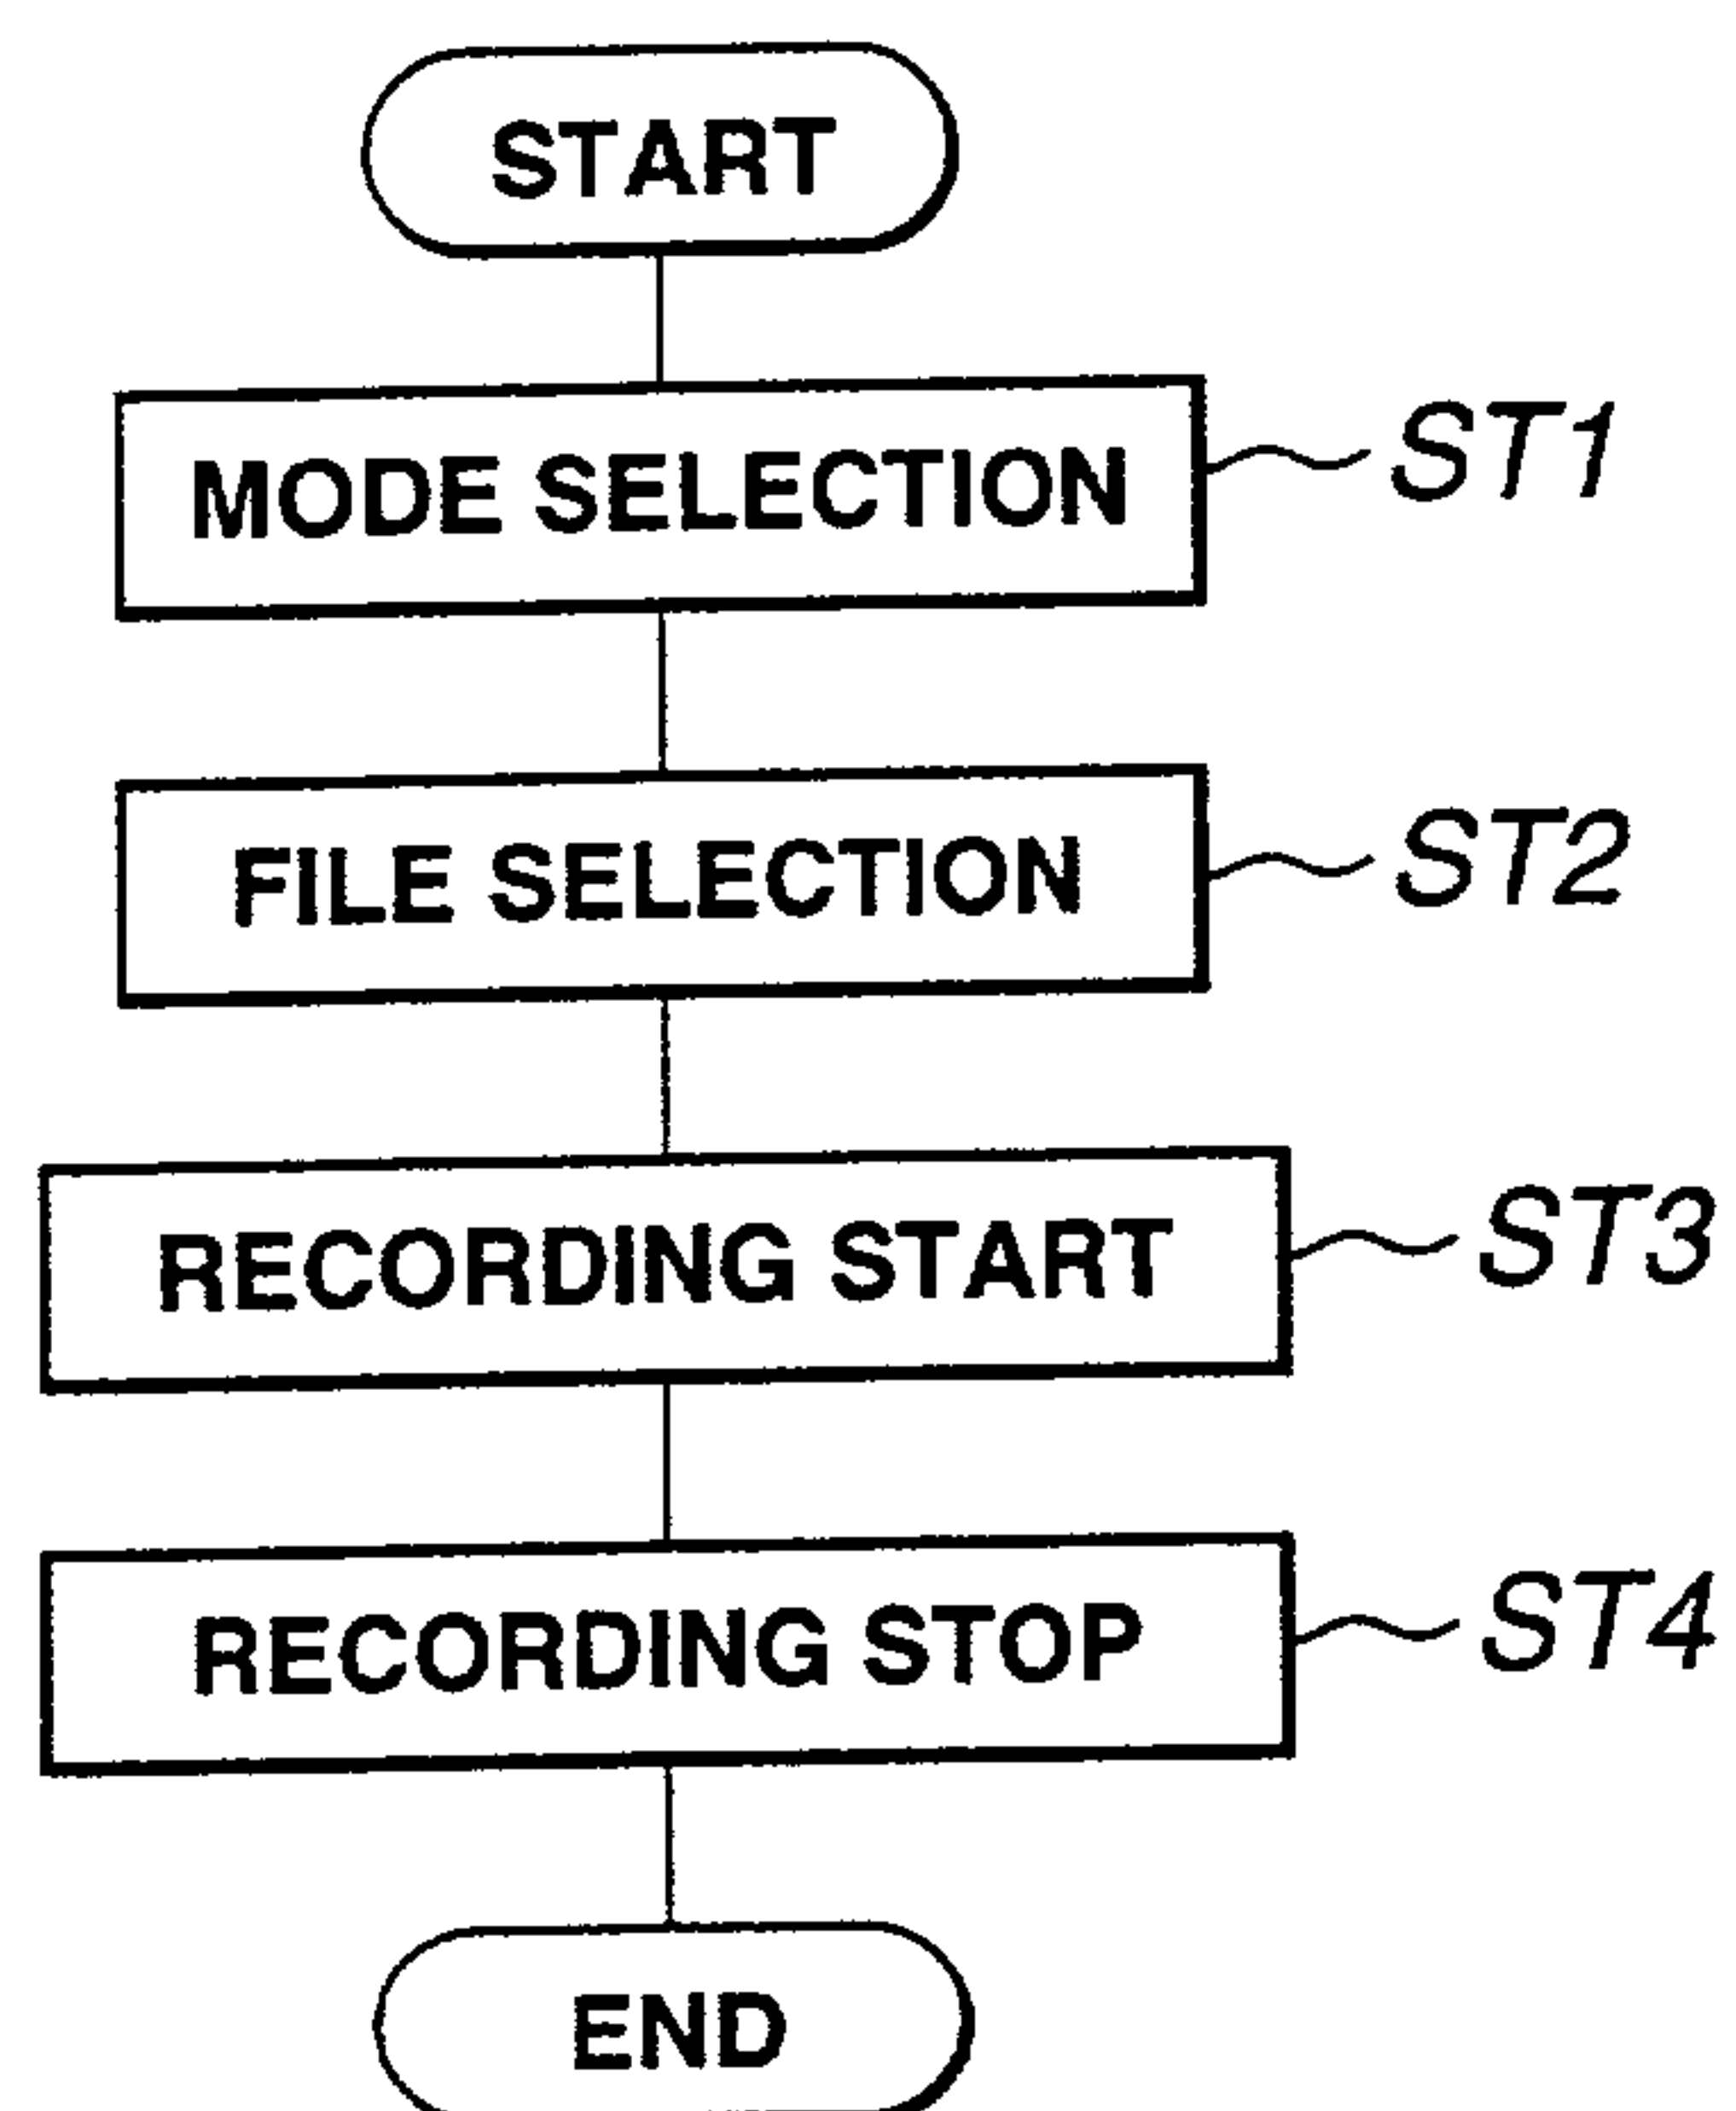 START
MODE SELECTION ST1
FILE SELECTION ST2
RECORDING START ST3
RECORDING STOP ST4
END